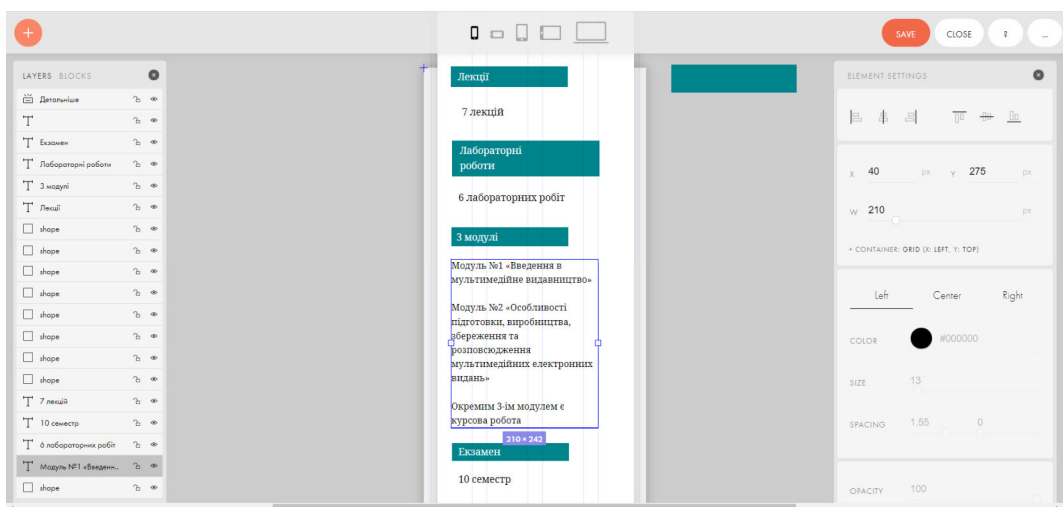 SAVE
CLOSE
?
...
LAYERS BLOCKS
Детальніше
Екзамен
Лабораторні роботи
3 модулі
Лекції
shape
shape
shape
shape
shape
shape
shape
shape
7 лекцій
10 семестр
6 лабораторних робіт
Модуль №1 «Введенн..
shape
Лекції
7 лекцій
Лабораторні
роботи
6 лабораторних робіт
3 модулі
Модуль №1 «Введення в
мультимедійне видавництво»
Модуль №2 «Особливості
підготовки, виробництва,
збереження та
розповсюдження
мультимедійних електронних
видань»
Окремим 3-ім модулем є
курсова робота
210 × 242
Екзамен
10 семестр
ELEMENT SETTINGS
X 40 px Y 275 px
W 210 px
+ CONTAINER: GRID (X: LEFT, Y: TOP)
Left Center Right
COLOR #000000
SIZE 13
SPACING 1.55 0
OPACITY 100